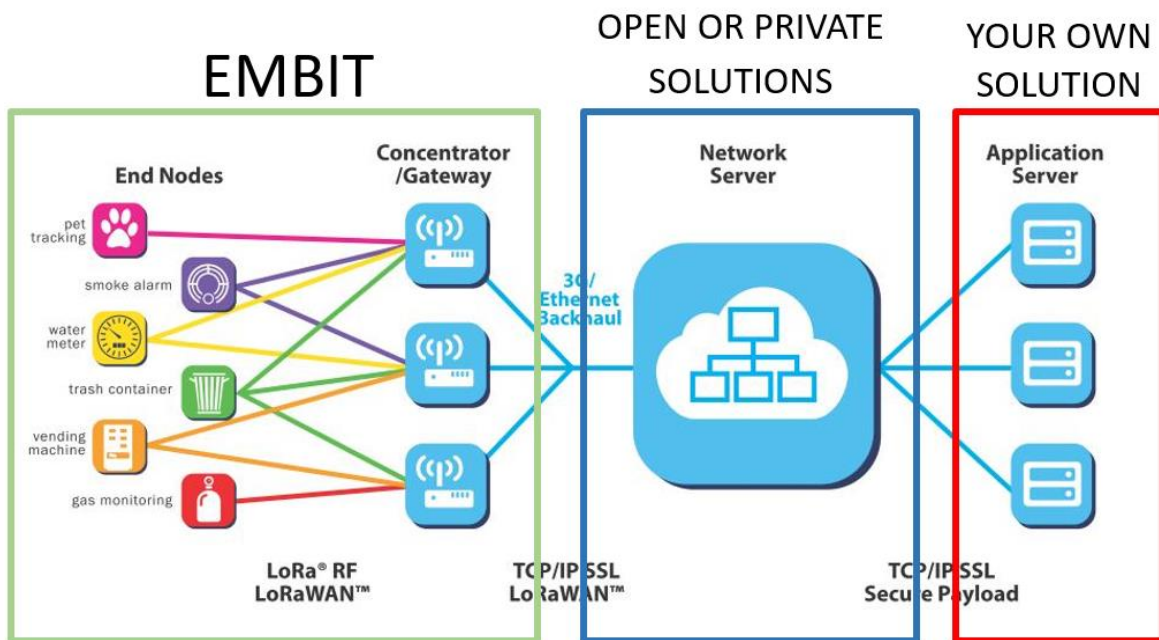 EMBIT
OPEN OR PRIVATE
SOLUTIONS
YOUR OWN
SOLUTION
End Nodes
Concentrator
/Gateway
Network
Server
Application
Server
pet
tracking
smoke alarm
water
meter
trash container
vending
machine
gas monitoring
3G/
Ethernet
Backhaul
LoRa® RF
LoRaWAN™
TCP/IP SSL
LoRaWAN™
TCP/IP SSL
Secure Payload